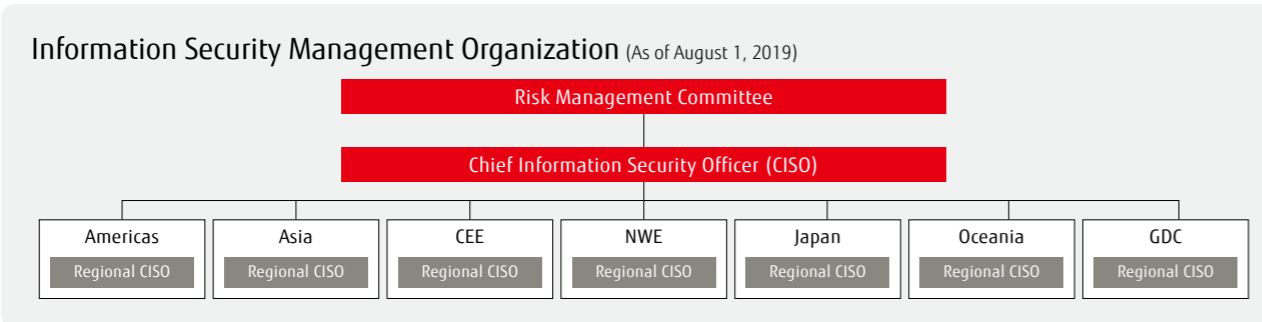 Information Security Management Organization (As of August 1, 2019)
Risk Management Committee
Chief Information Security Officer (CISO)
Americas
Regional CISO
Asia
Regional CISO
CEE
Regional CISO
NWE
Regional CISO
Japan
Regional CISO
Oceania
Regional CISO
GDC
Regional CISO